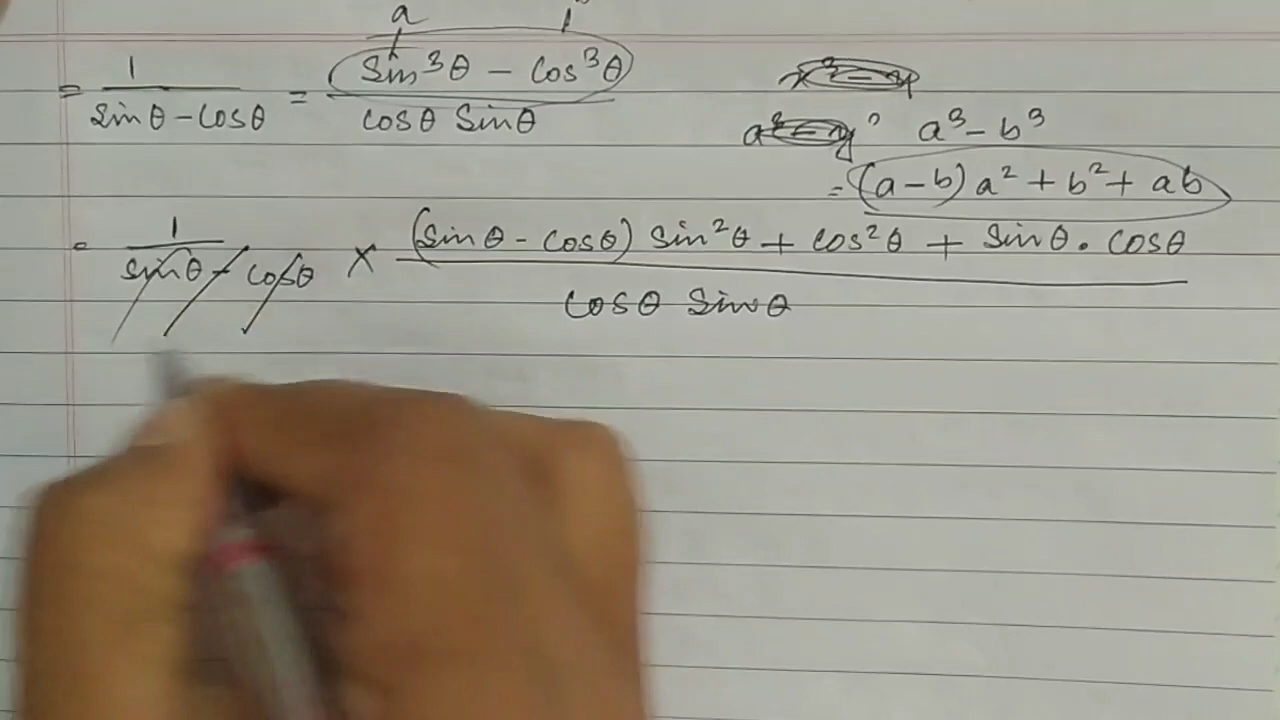 a b
= 1/(sinθ - cosθ) = (sin³θ - cos³θ)/(cosθ sinθ)
a³ - b³
= (a-b) a² + b² + ab
= 1/(sinθ - cosθ) × (sinθ - cosθ) sin²θ + cos²θ + sinθ · cosθ / cosθ sinθ